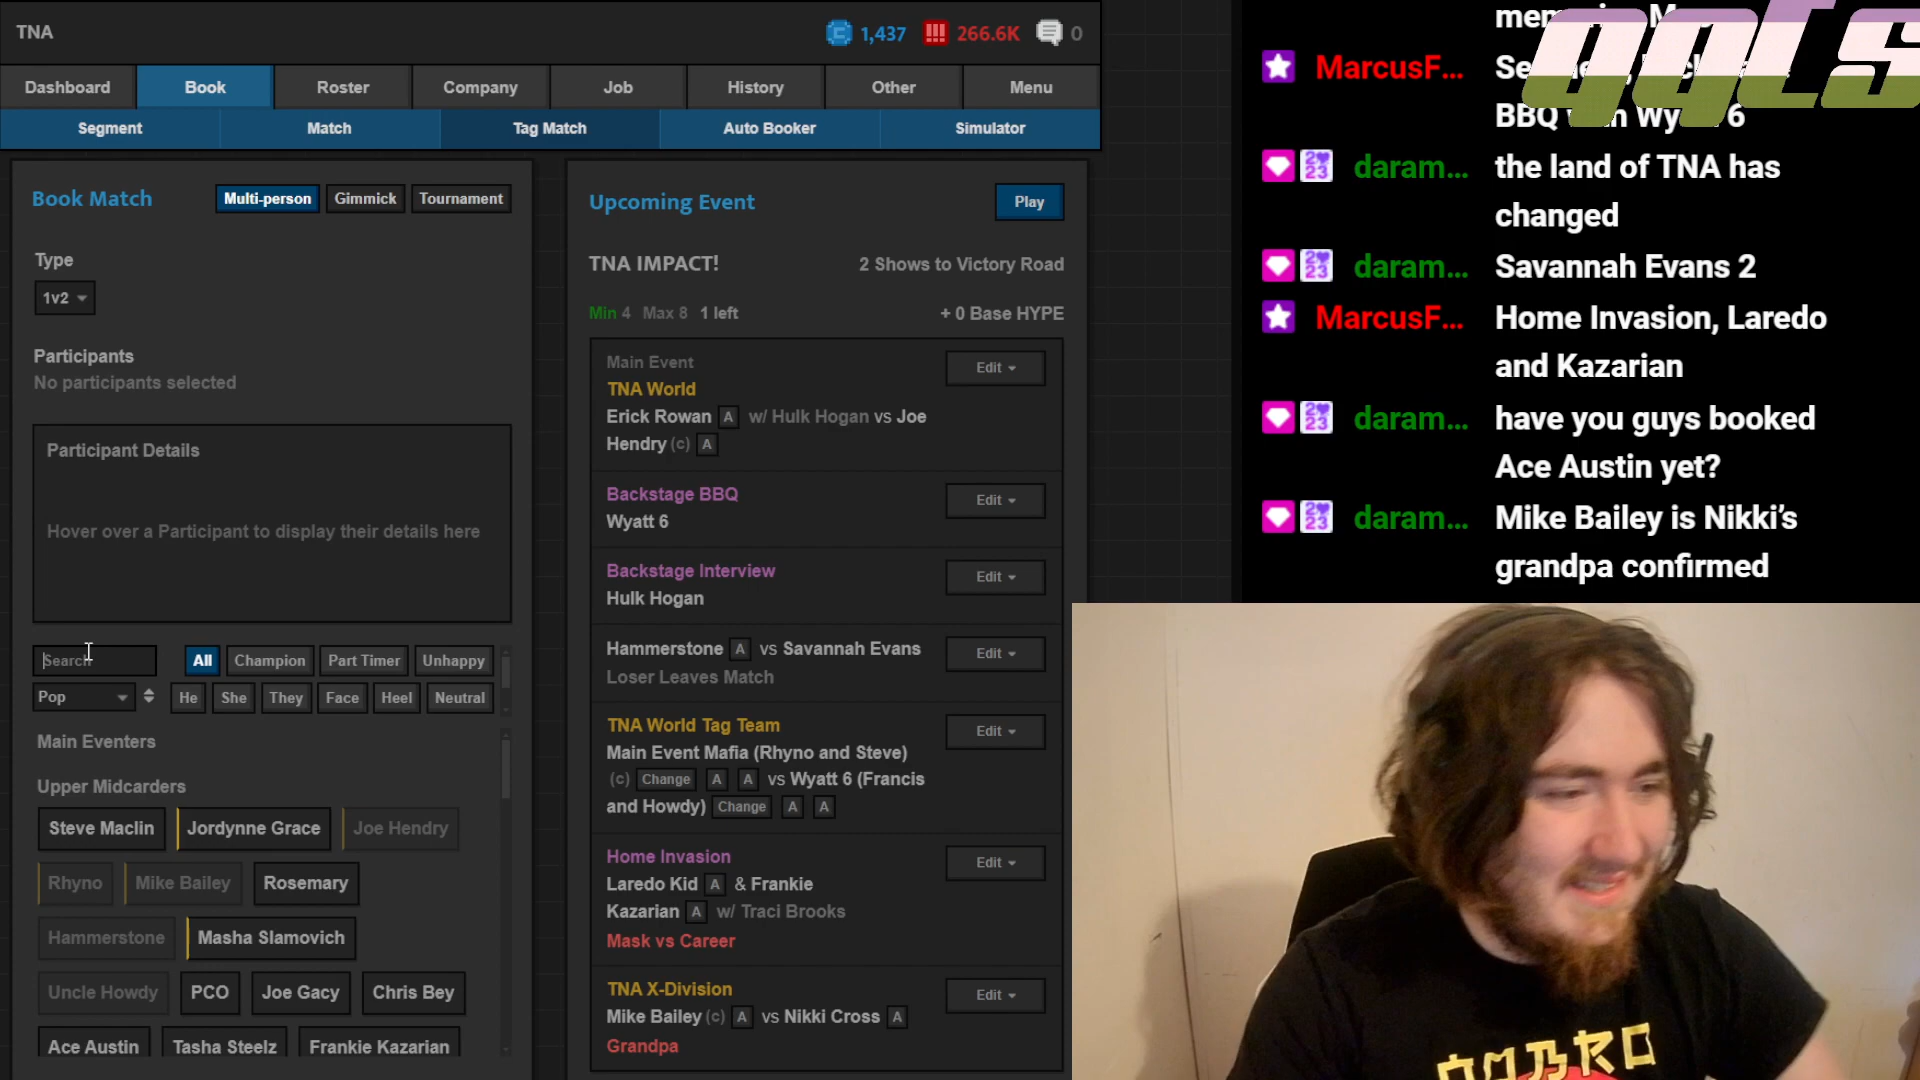 TNA
1,437
266.6K
0
Dashboard
Book
Roster
Company
Job
History
Other
Menu
Segment
Match
Tag Match
Auto Booker
Simulator
Book Match
Multi-person
Gimmick
Tournament
Type
1v2
Participants
No participants selected
Participant Details
Hover over a Participant to display their details here
Search
All
Champion
Part Timer
Unhappy
Pop
He
She
They
Face
Heel
Neutral
Main Eventers
Upper Midcarders
Steve Maclin
Jordynne Grace
Joe Hendry
Rhyno
Mike Bailey
Rosemary
Hammerstone
Masha Slamovich
Uncle Howdy
PCO
Joe Gacy
Chris Bey
Ace Austin
Tasha Steelz
Frankie Kazarian
Upcoming Event
Play
TNA IMPACT!
2 Shows to Victory Road
Min 4 Max 8 1 left
+ 0 Base HYPE
Main Event
Edit
TNA World
Erick Rowan A w/ Hulk Hogan vs Joe
Hendry (c) A
Backstage BBQ
Edit
Wyatt 6
Backstage Interview
Edit
Hulk Hogan
Hammerstone A vs Savannah Evans
Edit
Loser Leaves Match
TNA World Tag Team
Edit
Main Event Mafia (Rhyno and Steve)
(c) Change A A vs Wyatt 6 (Francis
and Howdy) Change A A
Home Invasion
Edit
Laredo Kid A & Frankie
Kazarian A w/ Traci Brooks
Mask vs Career
TNA X-Division
Edit
Mike Bailey (c) A vs Nikki Cross A
Grandpa
MarcusF...
BBQ Wyatt 6
daram... the land of TNA has
changed
daram... Savannah Evans 2
MarcusF... Home Invasion, Laredo
and Kazarian
daram... have you guys booked
Ace Austin yet?
daram... Mike Bailey is Nikki's
grandpa confirmed